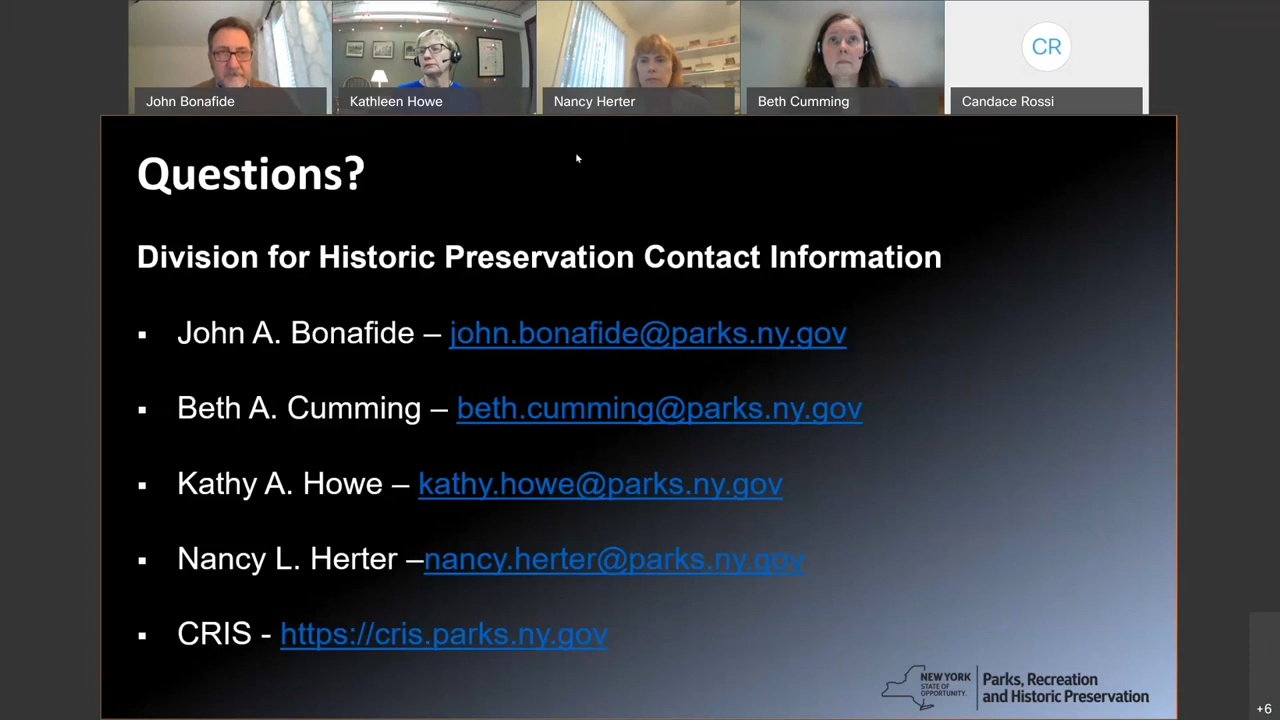 John Bonafide
Kathleen Howe
Nancy Herter
Beth Cumming
CR
Candace Rossi
Questions?
Division for Historic Preservation Contact Information
▪ John A. Bonafide – john.bonafide@parks.ny.gov
▪ Beth A. Cumming – beth.cumming@parks.ny.gov
▪ Kathy A. Howe – kathy.howe@parks.ny.gov
▪ Nancy L. Herter –nancy.herter@parks.ny.gov
▪ CRIS - https://cris.parks.ny.gov
NEW YORK
STATE OF
OPPORTUNITY.
Parks, Recreation
and Historic Preservation
+6